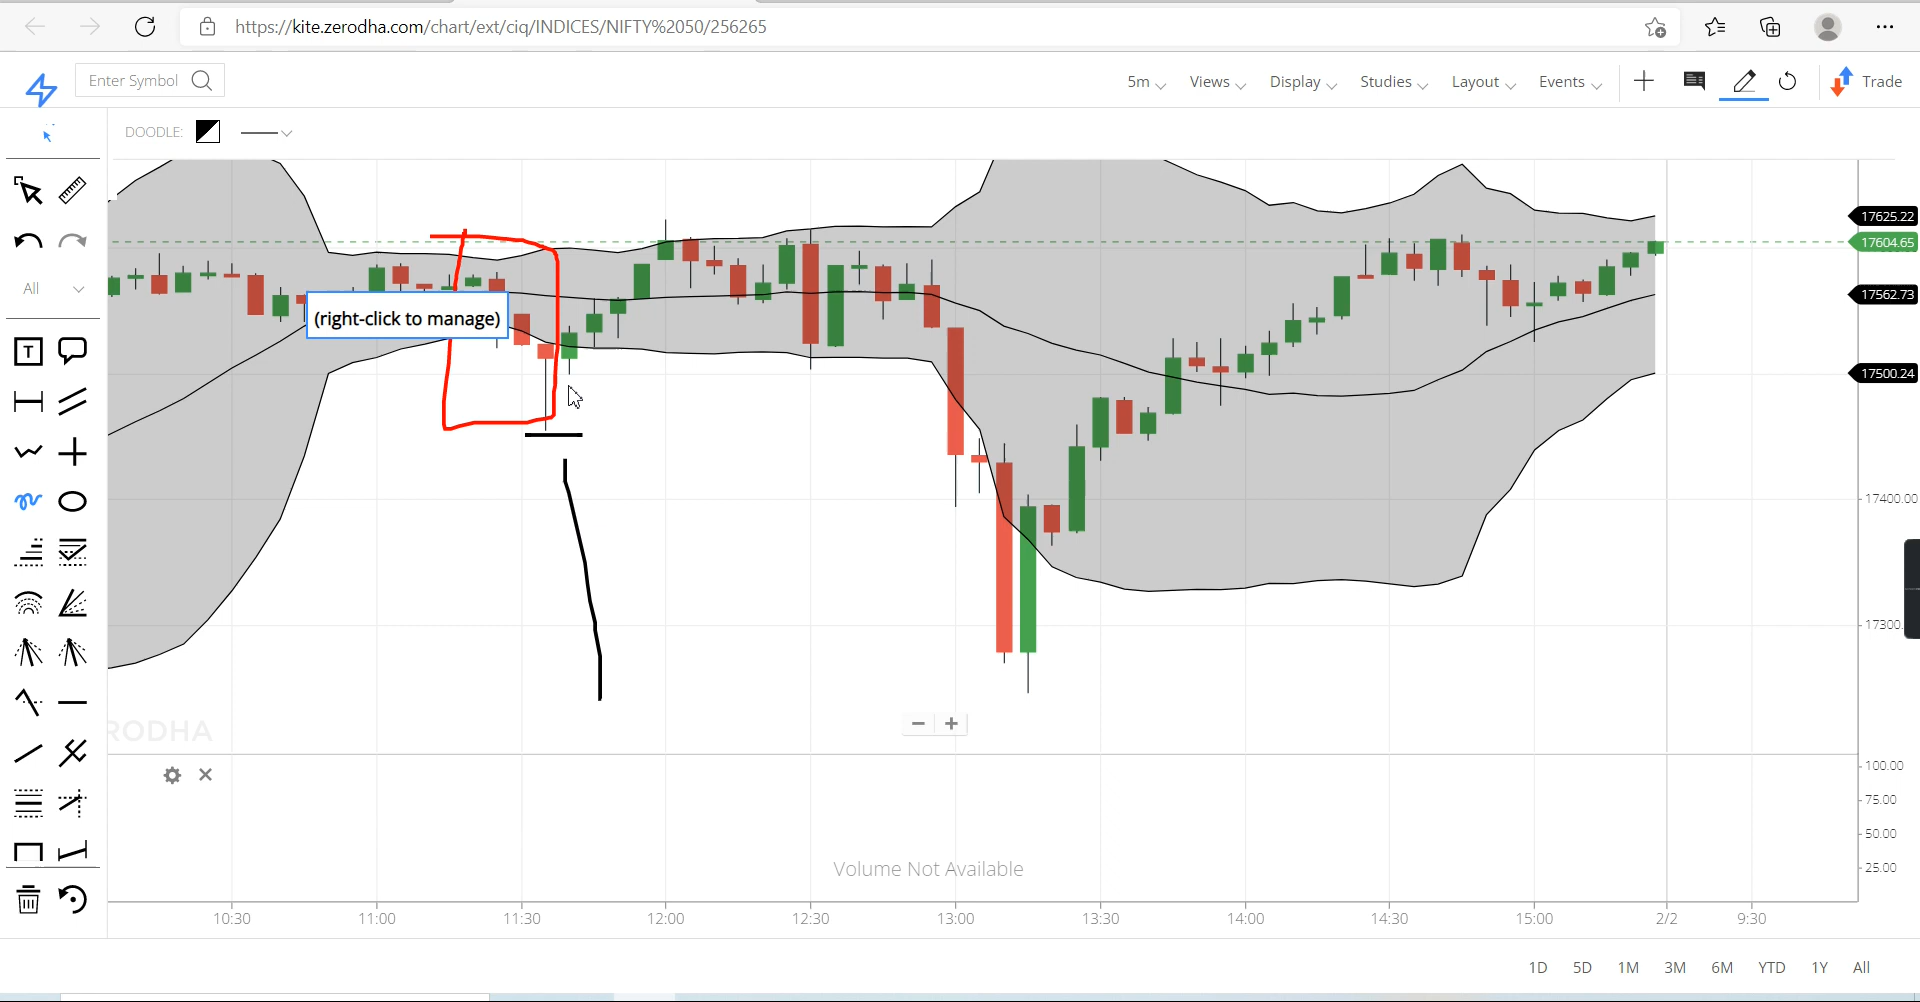 https://kite.zerodha.com/chart/ext/ciq/INDICES/NIFTY%2050/256265
Enter Symbol
5m Views Display Studies Layout Events Trade
DOODLE:
17625.22
17604.65
All
17562.73
(right-click to manage)
T
17500.24
17400.00
17300.
RODHA
100.00
75.00
50.00
Volume Not Available
25.00
10:30 11:00 11:30 12:00 12:30 13:00 13:30 14:00 14:30 15:00 2/2 9:30
1D 5D 1M 3M 6M YTD 1Y All